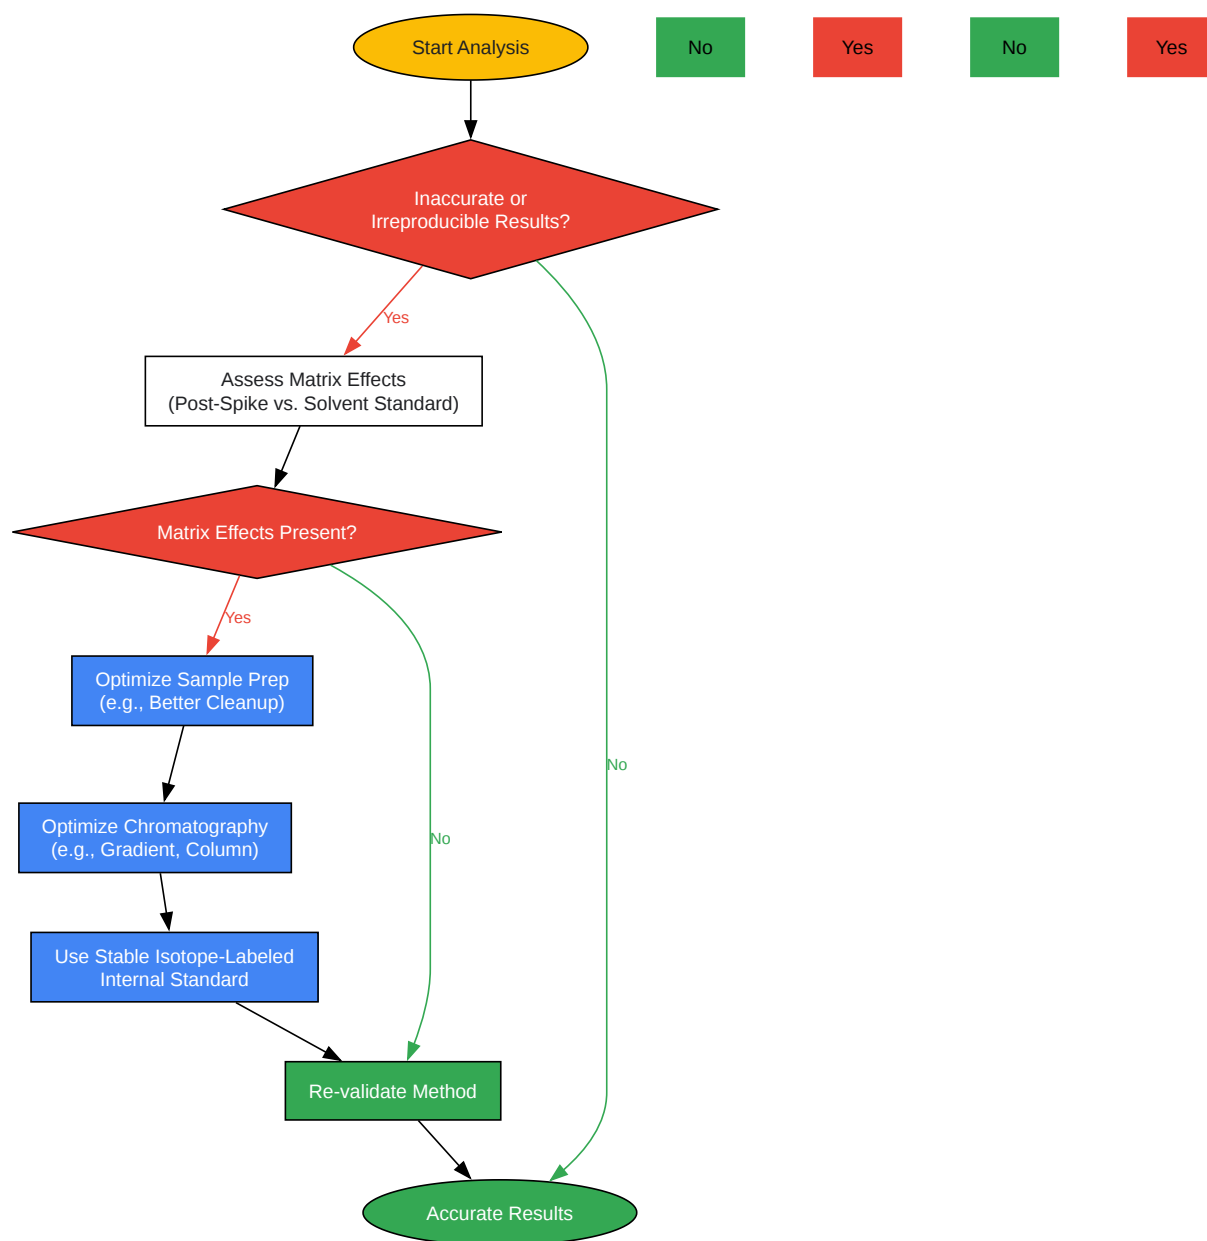 Start Analysis
No
Yes
No
Yes
Inaccurate or
Irreproducible Results?
Yes
Assess Matrix Effects
(Post-Spike vs. Solvent Standard)
Matrix Effects Present?
Yes
Optimize Sample Prep
(e.g., Better Cleanup)
No
Optimize Chromatography
(e.g., Gradient, Column)
No
Use Stable Isotope-Labeled
Internal Standard
Re-validate Method
Accurate Results